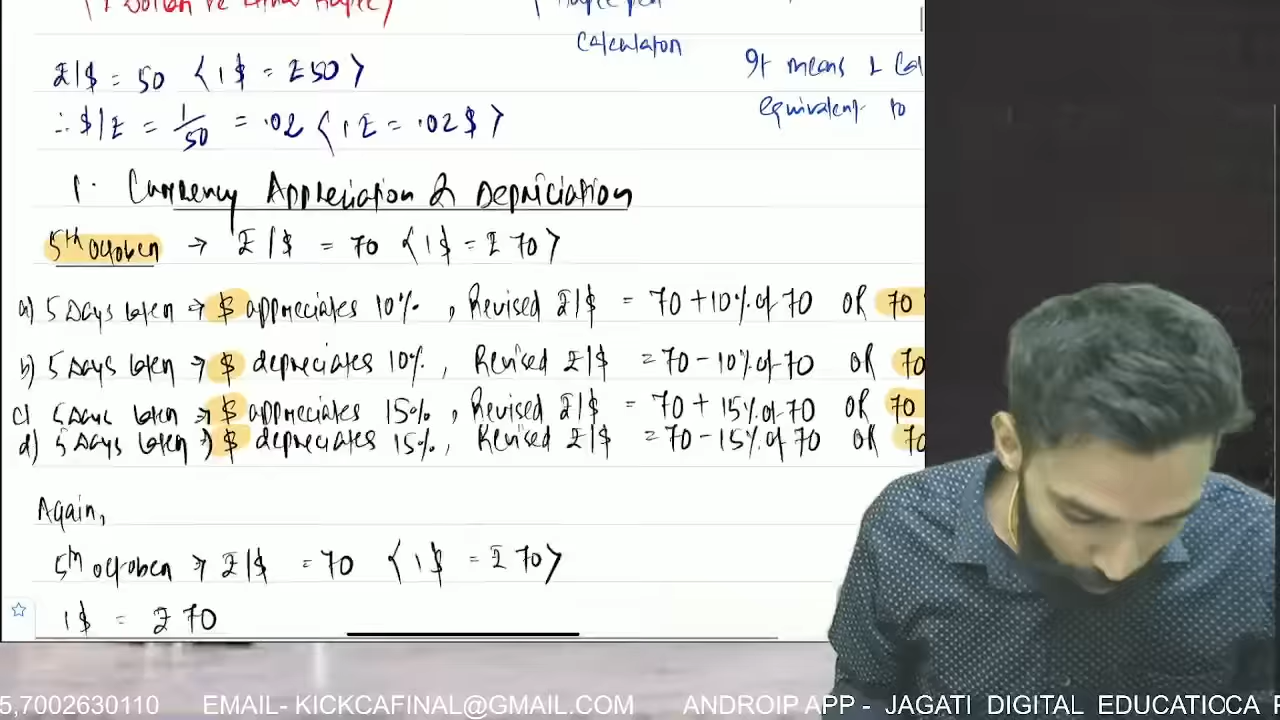 Calculation
₹/$ = 50 〈1$ = ₹50〉
It means 1
∴ $/₹ = 1/50 = .02 〈1₹ = .02$〉
equivalent to
1. Currency Appreciation & Depriciation
5th October → ₹/$ = 70 〈1$ = ₹70〉
a) 5 Days later → $ appreciates 10%, Revised ₹/$ = 70 + 10% of 70 OR 70
b) 5 Days later → $ depreciates 10%, Revised ₹/$ = 70 - 10% of 70 OR 70
c) 5 Days later → $ appreciates 15%, Revised ₹/$ = 70 + 15% of 70 OR 70
d) 5 Days later → $ depreciates 15%, Revised ₹/$ = 70 - 15% of 70 OR 70
Again,
5th October → ₹/$ = 70 〈1$ = ₹70〉
1$ = ₹70
5,7002630110 EMAIL- KICKCAFINAL@GMAIL.COM ANDROIP APP - JAGATI DIGITAL EDUCATIOCA